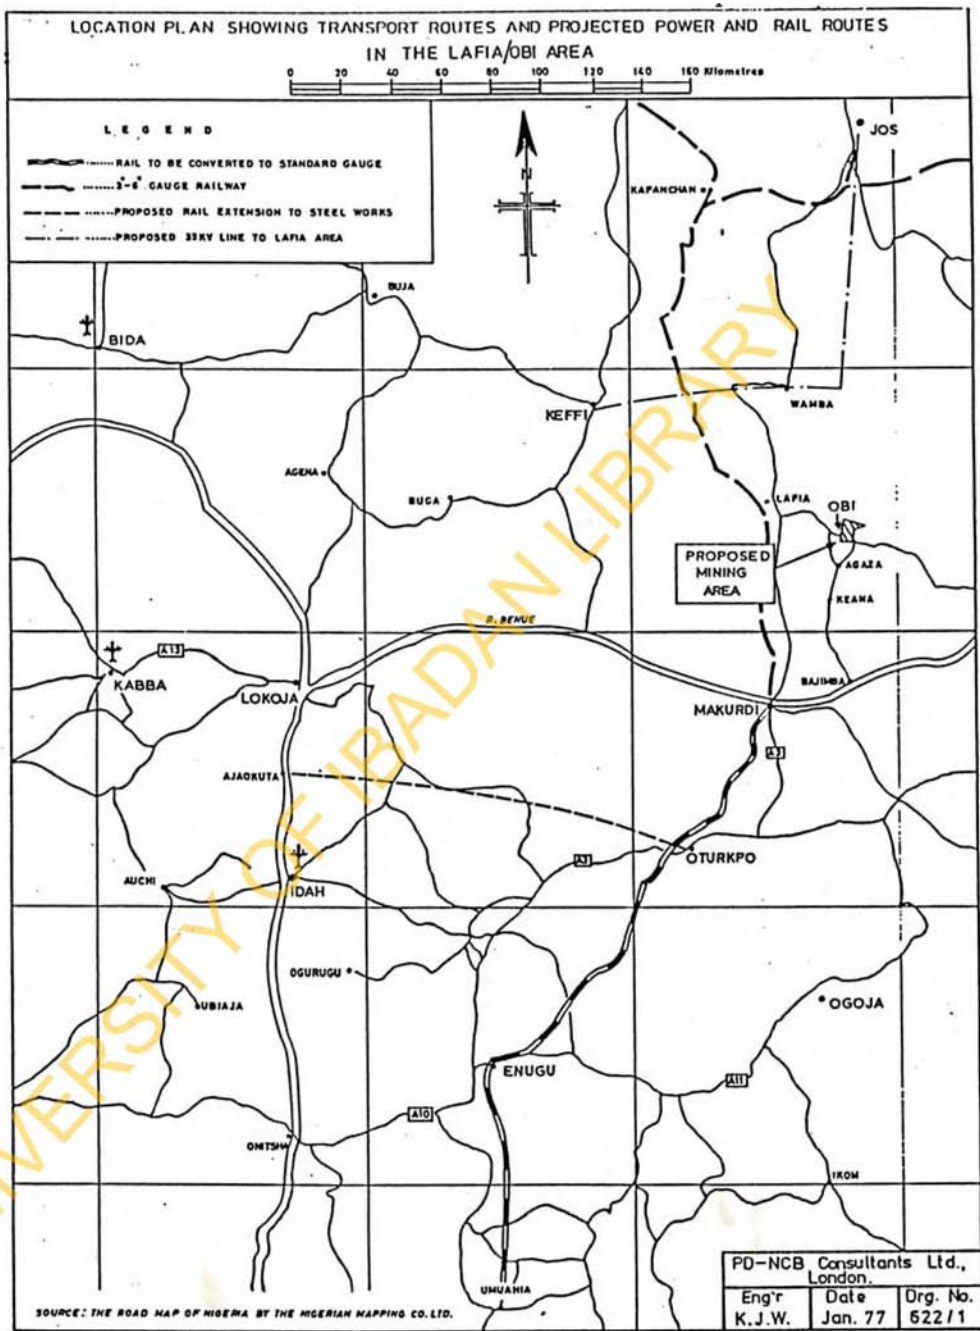 LOCATION PLAN SHOWING TRANSPORT ROUTES AND PROJECTED POWER AND RAIL ROUTES
IN THE LAFIA/OBI AREA
0 20 40 60 80 100 120 140 160 Kilometres
LEGEND
RAIL TO BE CONVERTED TO STANDARD GAUGE
3'-6" GAUGE RAILWAY
PROPOSED RAIL EXTENSION TO STEEL WORKS
PROPOSED 33KV LINE TO LAFIA AREA
N
JOS
KAFANCHAN
BUJA
BIDA
KEFFI
WAMBA
AGEHA
BUGA
LAFIA
OBI
PROPOSED
MINING
AREA
AGAZA
KEANA
R. BENUE
A13
KABBA
LOKOJA
BAJIMBA
MAKURDI
A3
AJAOKUTA
OTURKPO
A3
AUCHI
IDAH
OGURUGU
UBIAJA
OGOJA
ENUGU
A11
A10
ONITSHA
IKOM
UMUAHIA
PD-NCB Consultants Ltd.,
London.
Eng'r Date Drg. No.
K.J.W. Jan. 77 622/1
SOURCE: THE ROAD MAP OF NIGERIA BY THE NIGERIAN MAPPING CO. LTD.
UNIVERSITY OF IBADAN LIBRARY